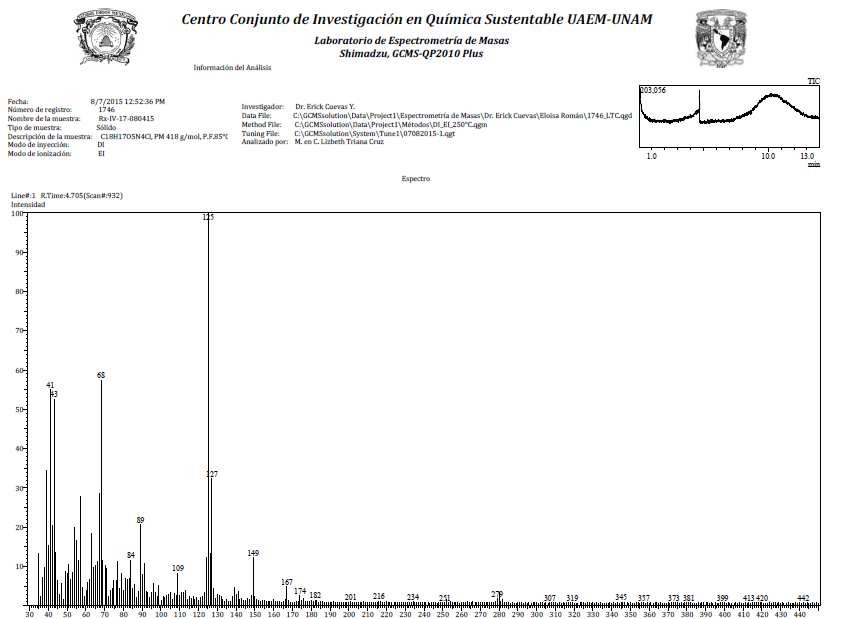 Centro Conjunto de Investigación en Química Sustentable UAEM-UNAM
Laboratorio de Espectrometría de Masas
Shimadzu, GCMS-QP2010 Plus
Información del Análisis
Fecha: 8/7/2015 12:52:36 PM
Número de registro: 1746
Nombre de la muestra: Rx-IV-17-080415
Tipo de muestra: Sólido
Descripción de la muestra: C18H17O5N4Cl, PM 418 g/mol, P.F.85°C
Modo de inyección: DI
Modo de ionización: EI
Investigador: Dr. Erick Cuevas Y.
Data File: C:\GCMSsolution\Data\Project1\Espectrometría de Masas\Dr. Erick Cuevas\Eloisa Román\1746_LTC.qgd
Method File: C:\GCMSsolution\Data\Project1\Métodos\DI_EI_250°C.qgm
Tuning File: C:\GCMSsolution\System\Tune1\07082015-1.qgt
Analizado por: M. en C. Lizbeth Triana Cruz
TIC
203,056
1.0 10.0 13.0
min
Espectro
Line#:1 R.Time:4.705(Scan#:932)
Intensidad
100
90
80
70
60
50
40
30
20
10
41
43
68
84
89
109
125
127
149
167
174
182
201
216
234
251
279
307
319
345
357
373
381
399
413
420
442
30 40 50 60 70 80 90 100 110 120 130 140 150 160 170 180 190 200 210 220 230 240 250 260 270 280 290 300 310 320 330 340 350 360 370 380 390 400 410 420 430 440